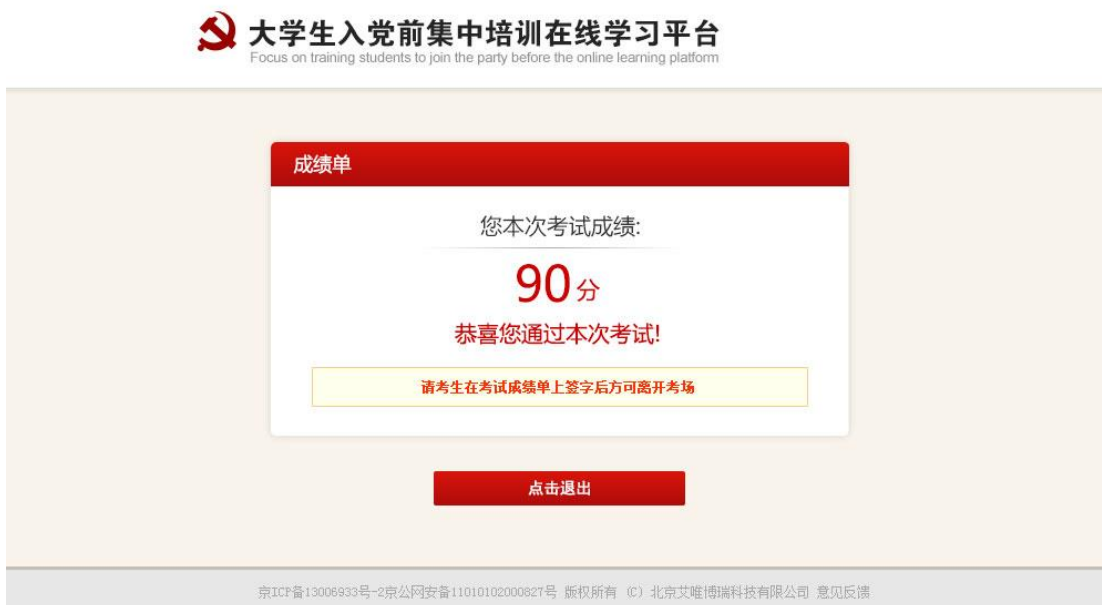 大学生入党前集中培训在线学习平台
Focus on training students to join the party before the online learning platform
成绩单
您本次考试成绩:
90分
恭喜您通过本次考试!
请考生在考试成绩单上签字后方可离开考场
点击退出
京ICP备13006933号-2京公网安备11010102000827号 版权所有 (C) 北京艾唯博瑞科技有限公司 意见反馈